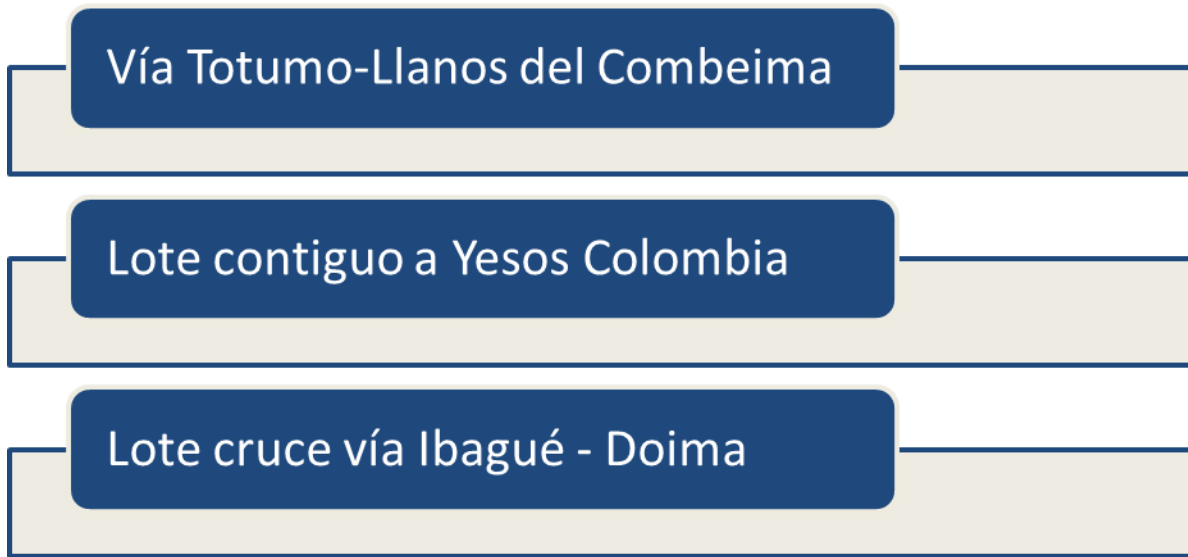 Vía Totumo-Llanos del Combeima
Lote contiguo a Yesos Colombia
Lote cruce vía Ibagué - Doima